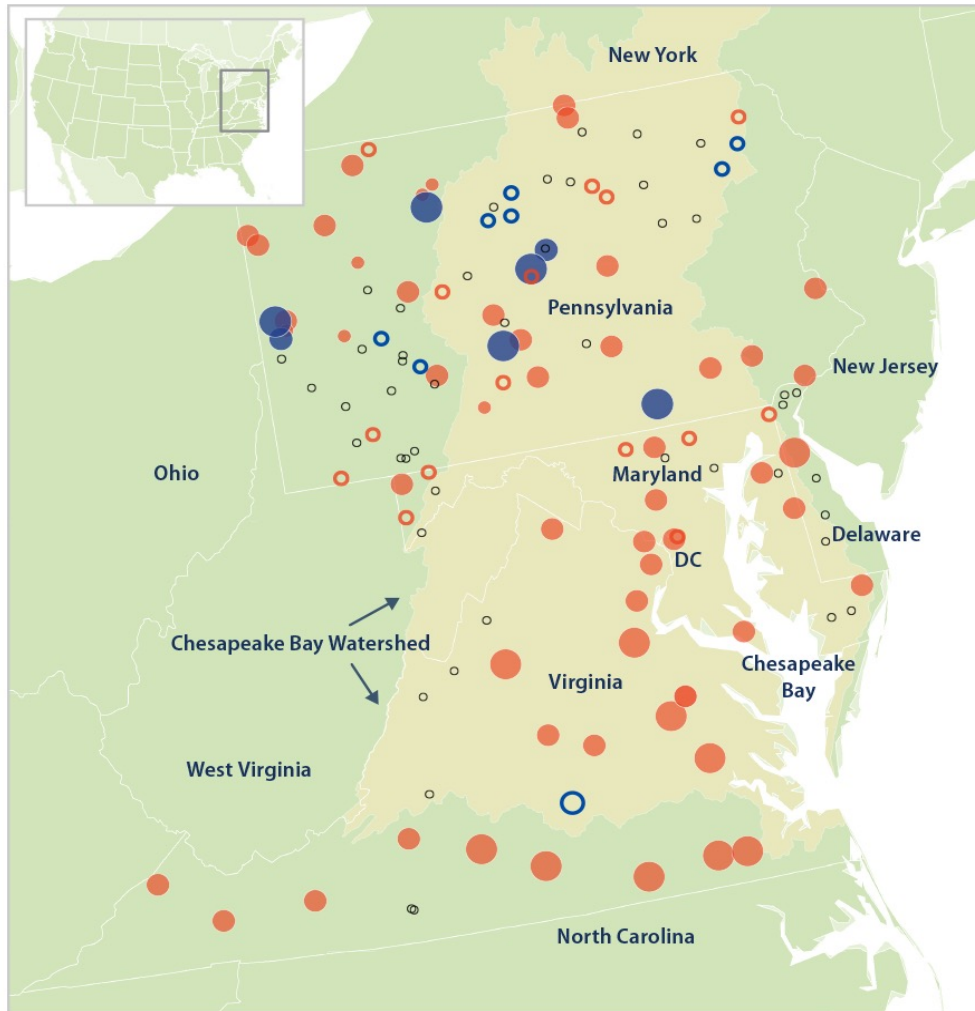 New York
Pennsylvania
New Jersey
Ohio
Maryland
Delaware
DC
Chesapeake Bay Watershed
Chesapeake
Bay
Virginia
West Virginia
North Carolina